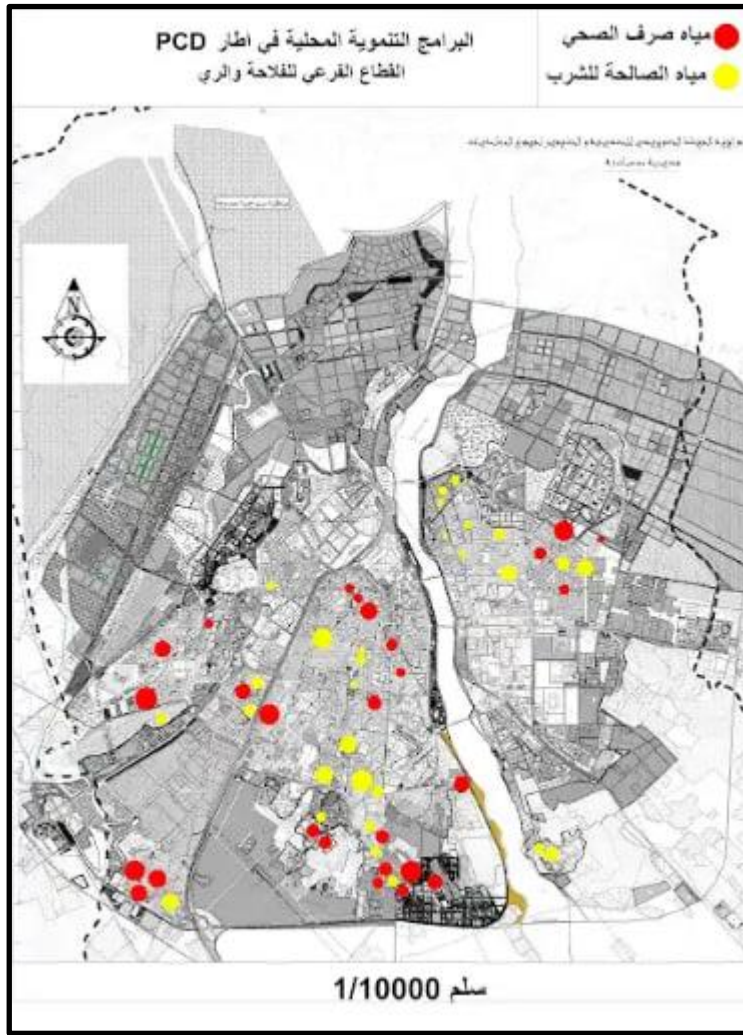 البرامج التنموية المحلية في اطار PCD
القطاع الفرعي للفلاحة والري
مياه صرف الصحي
مياه الصالحة للشرب
N
سلم 1/10000